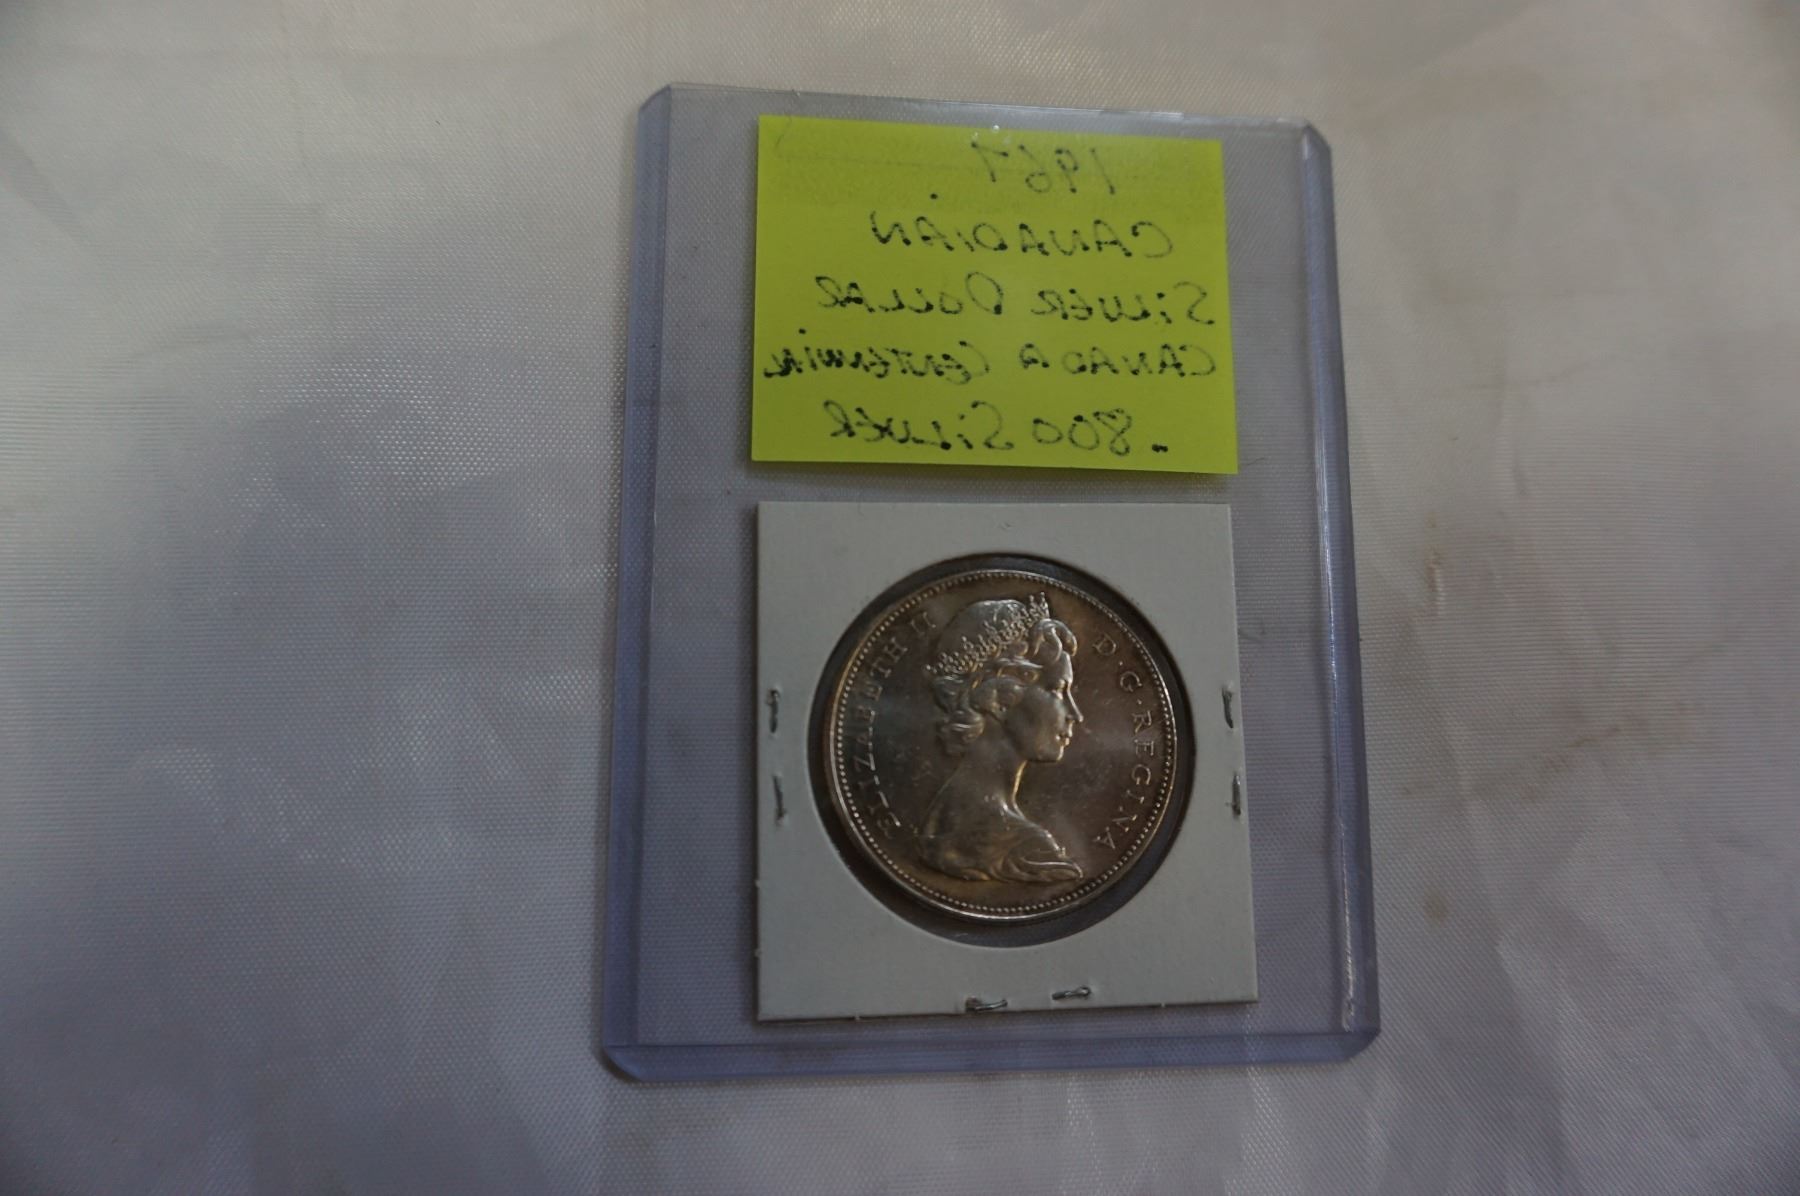 1967
CANADiAN
SiLVER DOLLAR
CANADA CENTENNiAL
.800 SiLVER
ELIZABETH II D·G·REGINA